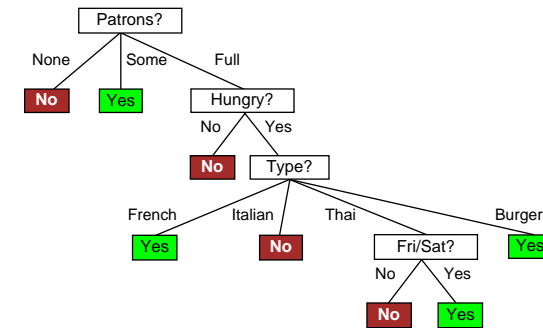 Patrons?
None Some Full
No Yes Hungry?
No Yes
No Type?
French Italian Thai Burger
Yes No Fri/Sat? Yes
No Yes
No Yes